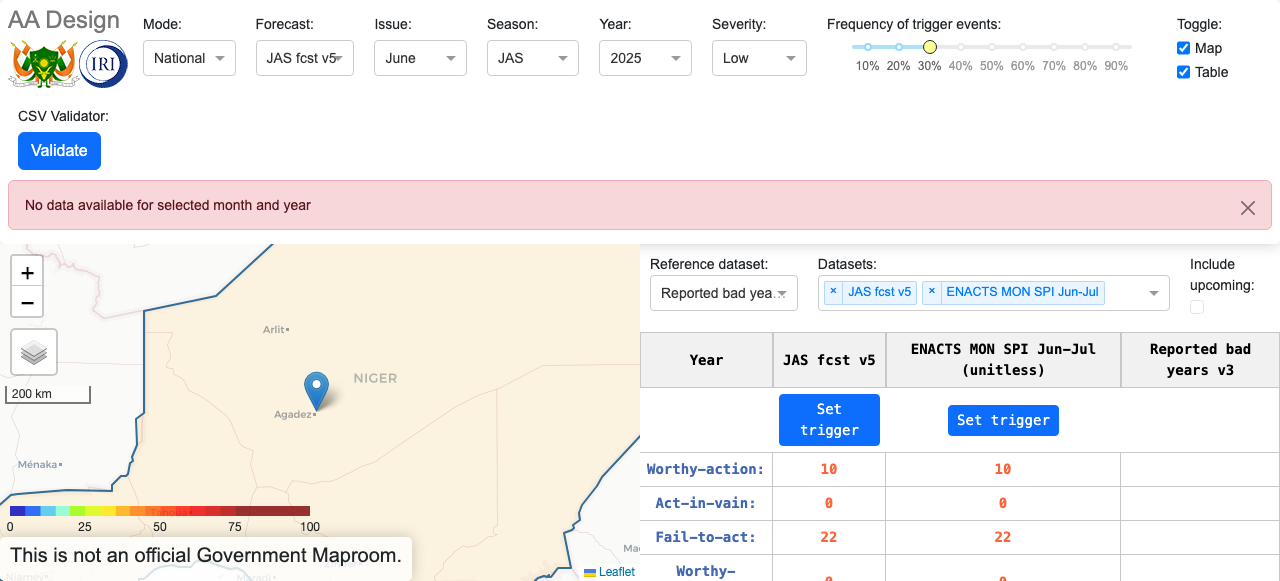 AA Design
IRI
Mode:
National
Forecast:
JAS fcst v5
Issue:
June
Season:
JAS
Year:
2025
Severity:
Low
Frequency of trigger events:
10% 20% 30% 40% 50% 60% 70% 80% 90%
Toggle:
Map
Table
CSV Validator:
Validate
No data available for selected month and year
+
−
200 km
Arlit
NIGER
Agadez
Ménaka
Tahoua
0 25 50 75 100
This is not an official Government Maproom.
Niamey
Maradi
Leaflet
Reference dataset:
Reported bad yea...
Datasets:
× JAS fcst v5 × ENACTS MON SPI Jun-Jul
Include
upcoming:
Year
JAS fcst v5
ENACTS MON SPI Jun-Jul
(unitless)
Reported bad
years v3
Set
trigger
Set trigger
Worthy-action: 10 10
Act-in-vain: 0 0
Fail-to-act: 22 22
Worthy-